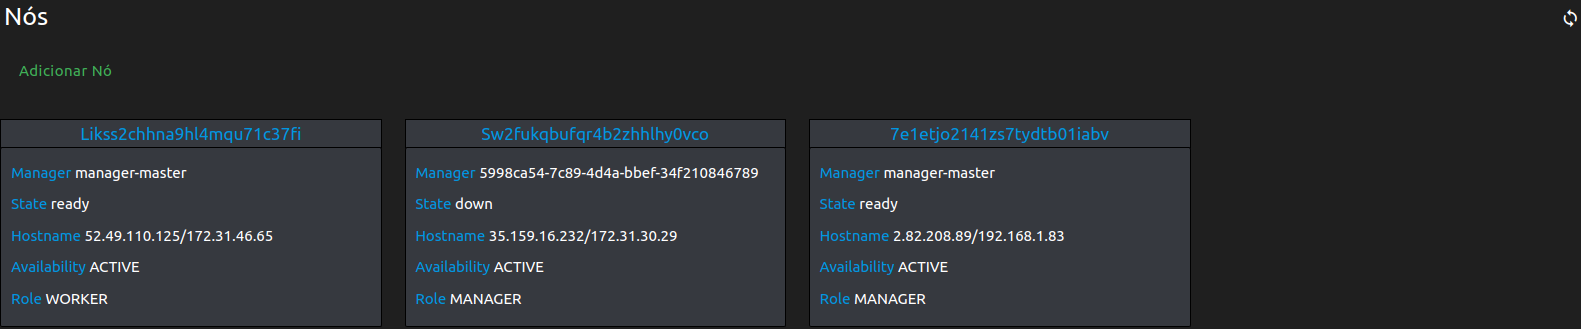 Nós
Adicionar Nó
Likss2chhna9hl4mqu71c37fi
Manager manager-master
State ready
Hostname 52.49.110.125/172.31.46.65
Availability ACTIVE
Role WORKER
Sw2fukqbufqr4b2zhhlhy0vco
Manager 5998ca54-7c89-4d4a-bbef-34f210846789
State down
Hostname 35.159.16.232/172.31.30.29
Availability ACTIVE
Role MANAGER
7e1etjo2141zs7tydtb01iabv
Manager manager-master
State ready
Hostname 2.82.208.89/192.168.1.83
Availability ACTIVE
Role MANAGER